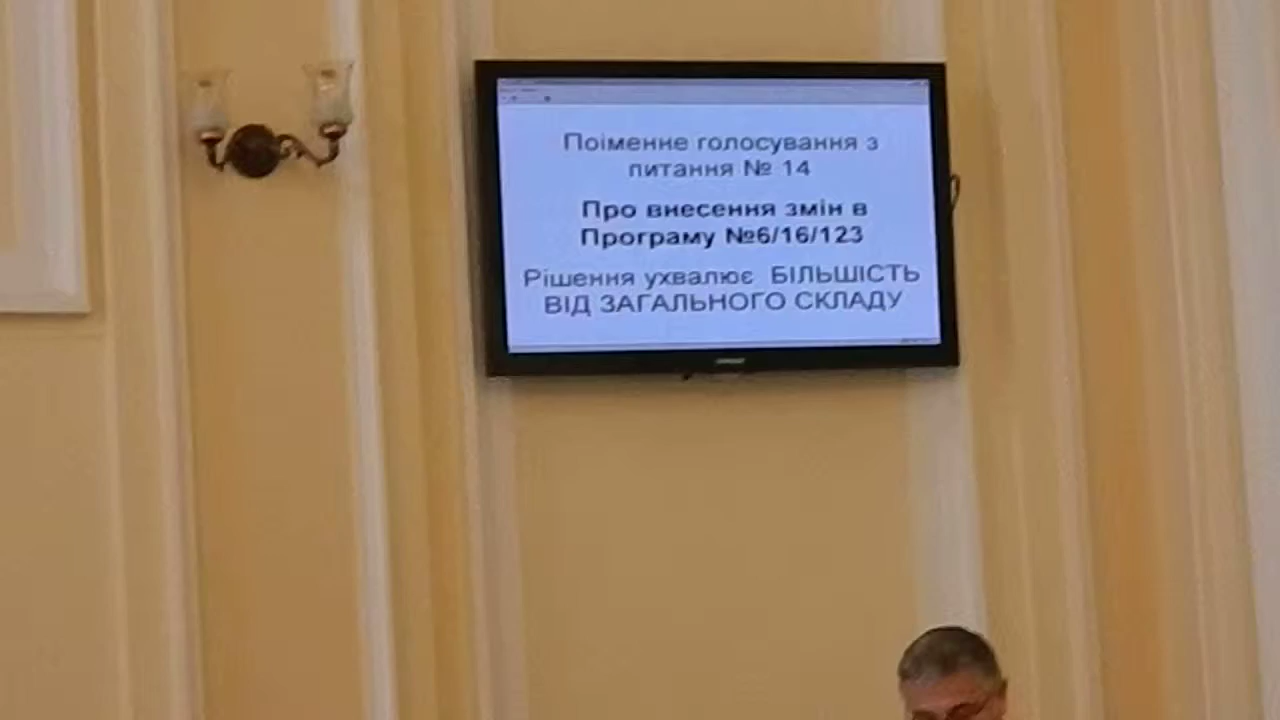 Поіменне голосування з
питання № 14
Про внесення змін в
Програму №6/16/123
Рішення ухвалює БІЛЬШІСТЬ
ВІД ЗАГАЛЬНОГО СКЛАДУ